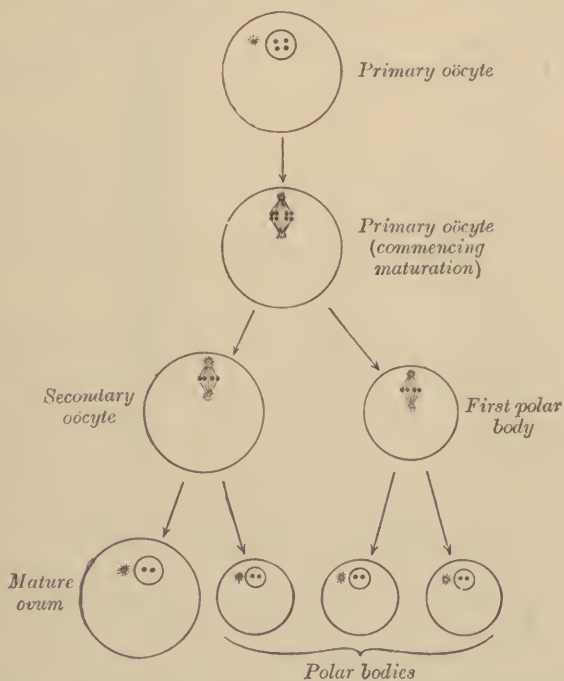 Primary oöcyte
Primary oöcyte
(commencing
maturation)
Secondary
oöcyte
First polar
body
Mature
ovum
Polar bodies